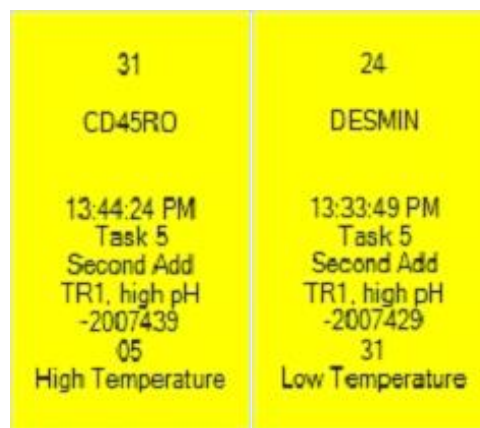 31
CD45RO
13:44:24 PM
Task 5
Second Add
TR1, high pH
-2007439
05
High Temperature
24
DESMIN
13:33:49 PM
Task 5
Second Add
TR1, high pH
-2007429
31
Low Temperature